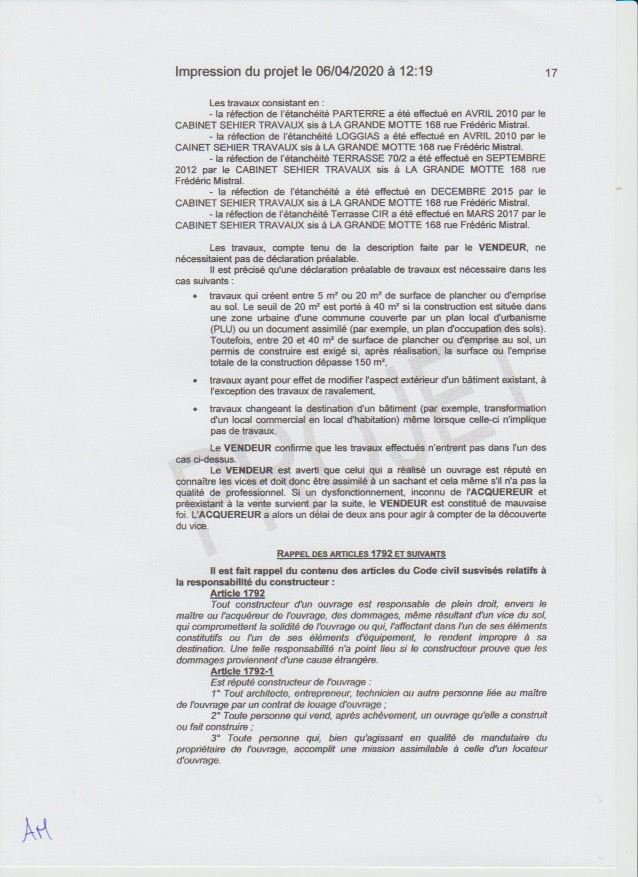 Impression du projet le 06/04/2020 à 12:19
17
Les travaux consistant en :
- la réfection de l'étanchéité PARTERRE a été effectué en AVRIL 2010 par le
CABINET SEHIER TRAVAUX sis à LA GRANDE MOTTE 168 rue Frédéric Mistral.
- la réfection de l'étanchéité LOGGIAS a été effectué en AVRIL 2010 par le
CAINET SEHIER TRAVAUX sis à LA GRANDE MOTTE 168 rue Frédéric Mistral.
- la réfection de l'étanchéité TERRASSE 70/2 a été effectué en SEPTEMBRE
2012 par le CABINET SEHIER TRAVAUX sis à LA GRANDE MOTTE 168 rue
Frédéric Mistral.
- la réfection de l'étanchéité a été effectué en DECEMBRE 2015 par le
CABINET SEHIER TRAVAUX sis à LA GRANDE MOTTE 168 rue Frédéric Mistral.
- la réfection de l'étanchéité Terrasse CIR a été effectué en MARS 2017 par le
CABINET SEHIER TRAVAUX sis à LA GRANDE MOTTE 168 rue Frédéric Mistral.
Les travaux, compte tenu de la description faite par le VENDEUR, ne
nécessitaient pas de déclaration préalable.
Il est précisé qu'une déclaration préalable de travaux est nécessaire dans les
cas suivants :
• travaux qui créent entre 5 m² ou 20 m² de surface de plancher ou d'emprise
au sol. Le seuil de 20 m² est porté à 40 m² si la construction est située dans
une zone urbaine d'une commune couverte par un plan local d'urbanisme
(PLU) ou un document assimilé (par exemple, un plan d'occupation des sols).
Toutefois, entre 20 et 40 m² de surface de plancher ou d'emprise au sol, un
permis de construire est exigé si, après réalisation, la surface ou l'emprise
totale de la construction dépasse 150 m²,
• travaux ayant pour effet de modifier l'aspect extérieur d'un bâtiment existant, à
l'exception des travaux de ravalement,
• travaux changeant la destination d'un bâtiment (par exemple, transformation
d'un local commercial en local d'habitation) même lorsque celle-ci n'implique
pas de travaux.
Le VENDEUR confirme que les travaux effectués n'entrent pas dans l'un des
cas ci-dessus.
Le VENDEUR est averti que celui qui a réalisé un ouvrage est réputé en
connaître les vices et doit donc être assimilé à un sachant et cela même s'il n'a pas la
qualité de professionnel. Si un dysfonctionnement, inconnu de l'ACQUEREUR et
préexistant à la vente survient par la suite, le VENDEUR est constitué de mauvaise
foi. L'ACQUEREUR a alors un délai de deux ans pour agir à compter de la découverte
du vice.
RAPPEL DES ARTICLES 1792 ET SUIVANTS
Il est fait rappel du contenu des articles du Code civil susvisés relatifs à
la responsabilité du constructeur :
Article 1792
Tout constructeur d'un ouvrage est responsable de plein droit, envers le
maître ou l'acquéreur de l'ouvrage, des dommages, même résultant d'un vice du sol,
qui compromettent la solidité de l'ouvrage ou qui, l'affectant dans l'un de ses éléments
constitutifs ou l'un de ses éléments d'équipement, le rendent impropre à sa
destination. Une telle responsabilité n'a point lieu si le constructeur prouve que les
dommages proviennent d'une cause étrangère.
Article 1792-1
Est réputé constructeur de l'ouvrage :
1° Tout architecte, entrepreneur, technicien ou autre personne liée au maître
de l'ouvrage par un contrat de louage d'ouvrage ;
2° Toute personne qui vend, après achèvement, un ouvrage qu'elle a construit
ou fait construire ;
3° Toute personne qui, bien qu'agissant en qualité de mandataire du
propriétaire de l'ouvrage, accomplit une mission assimilable à celle d'un locateur
d'ouvrage.
PROJET
AM